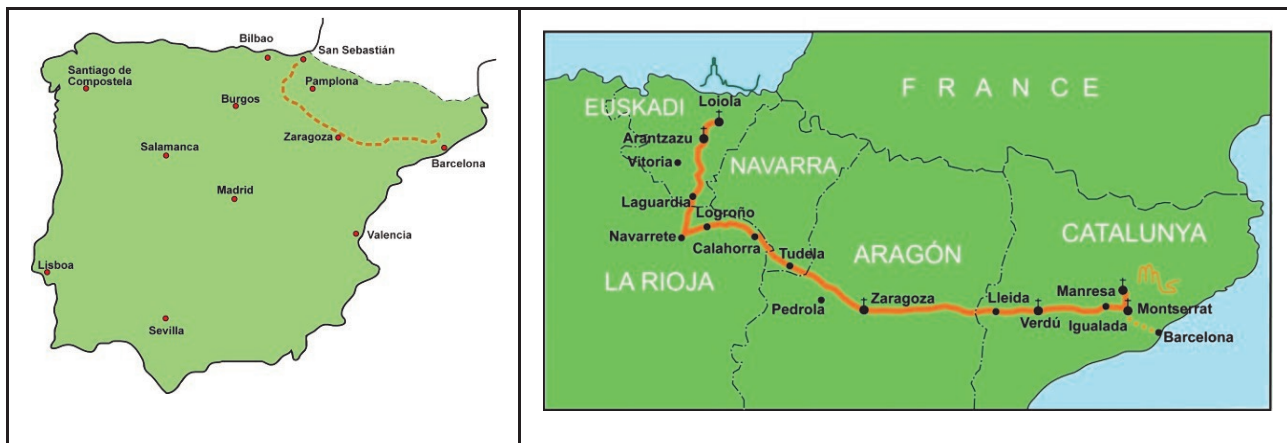 Bilbao
San Sebastián
Santiago de
Compostela
Pamplona
Burgos
Zaragoza
Salamanca
Barcelona
Madrid
Valencia
Lisboa
Sevilla
FRANCE
EUSKADI
Loiola
Arantzazu
Vitoria
NAVARRA
Laguardia
Logroño
Navarrete
Calahorra
Tudela
ARAGÓN
CATALUNYA
LA RIOJA
Pedrola
Zaragoza
Lleida
Manresa
Verdú
Igualada
Montserrat
Barcelona